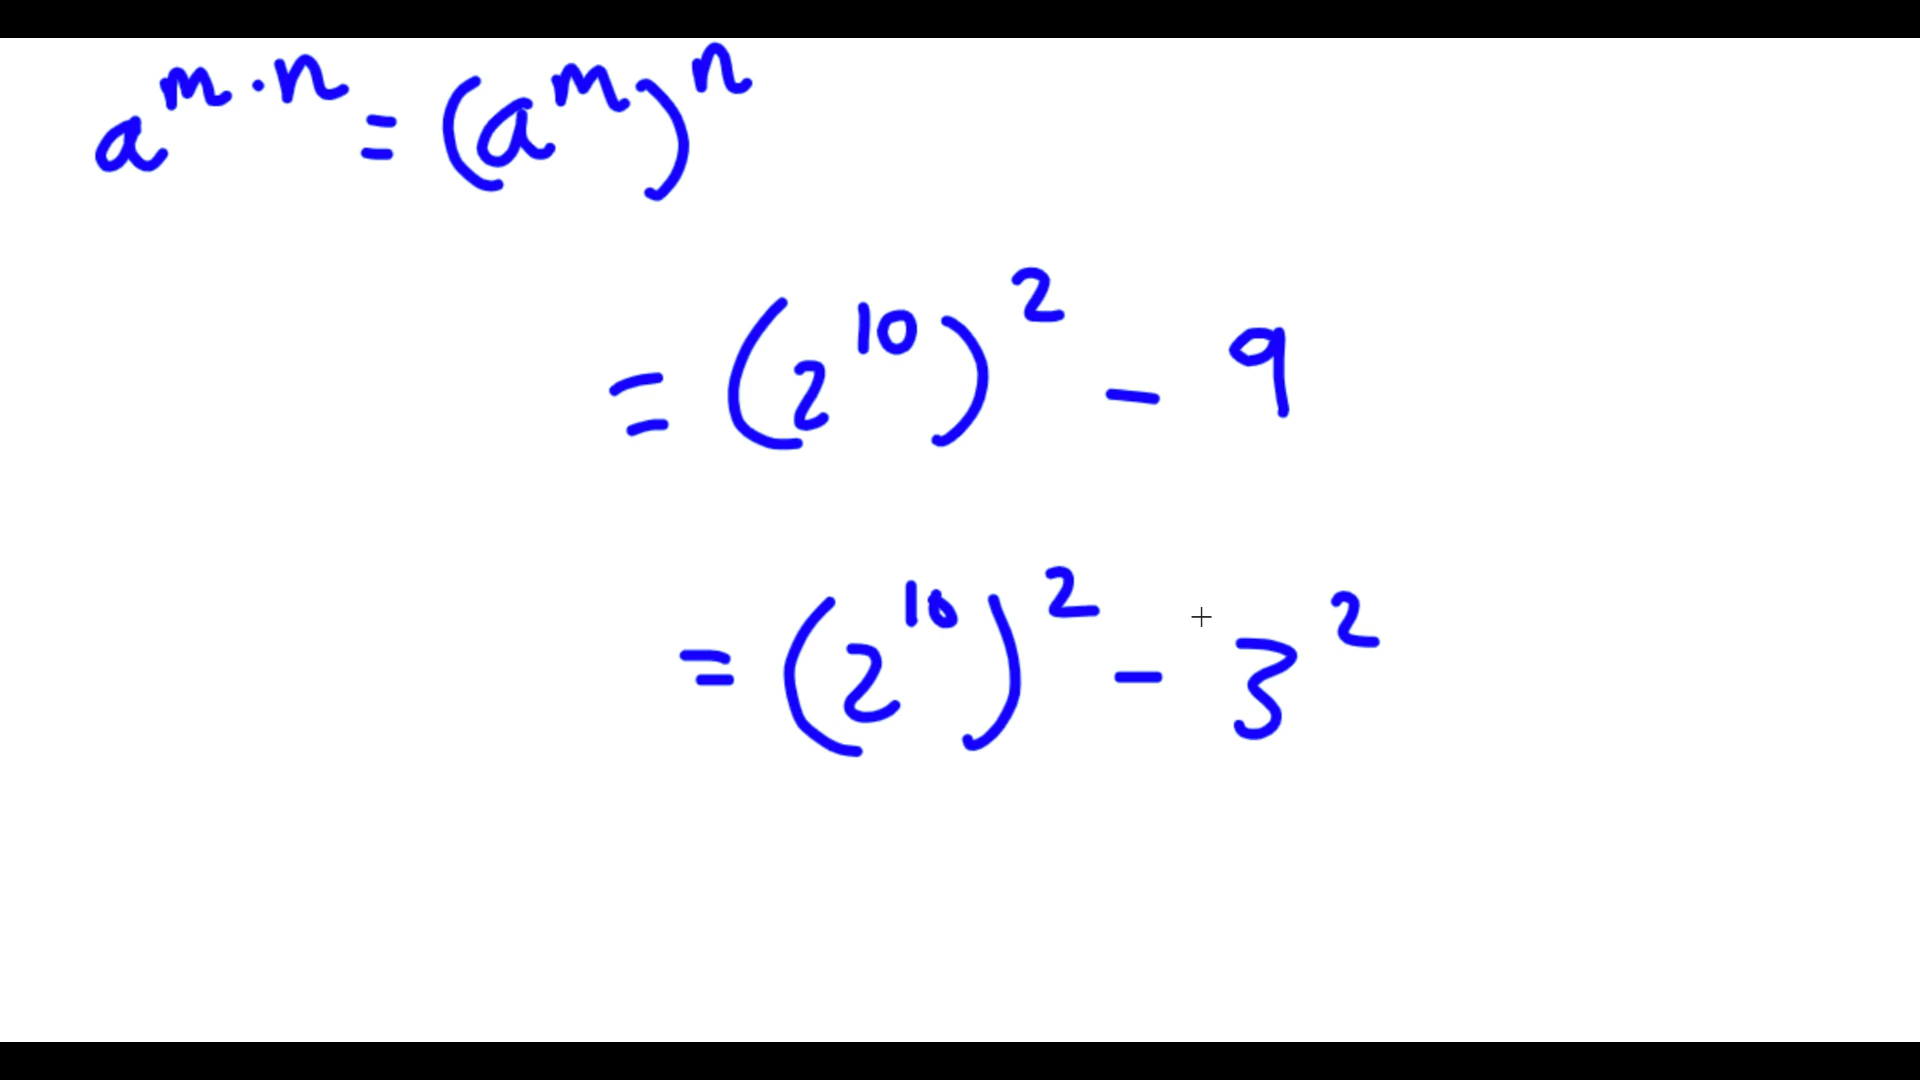 a^{m·n} = (a^m)^n
= (2^{10})^2 - 9
= (2^{10})^2 - 3^2